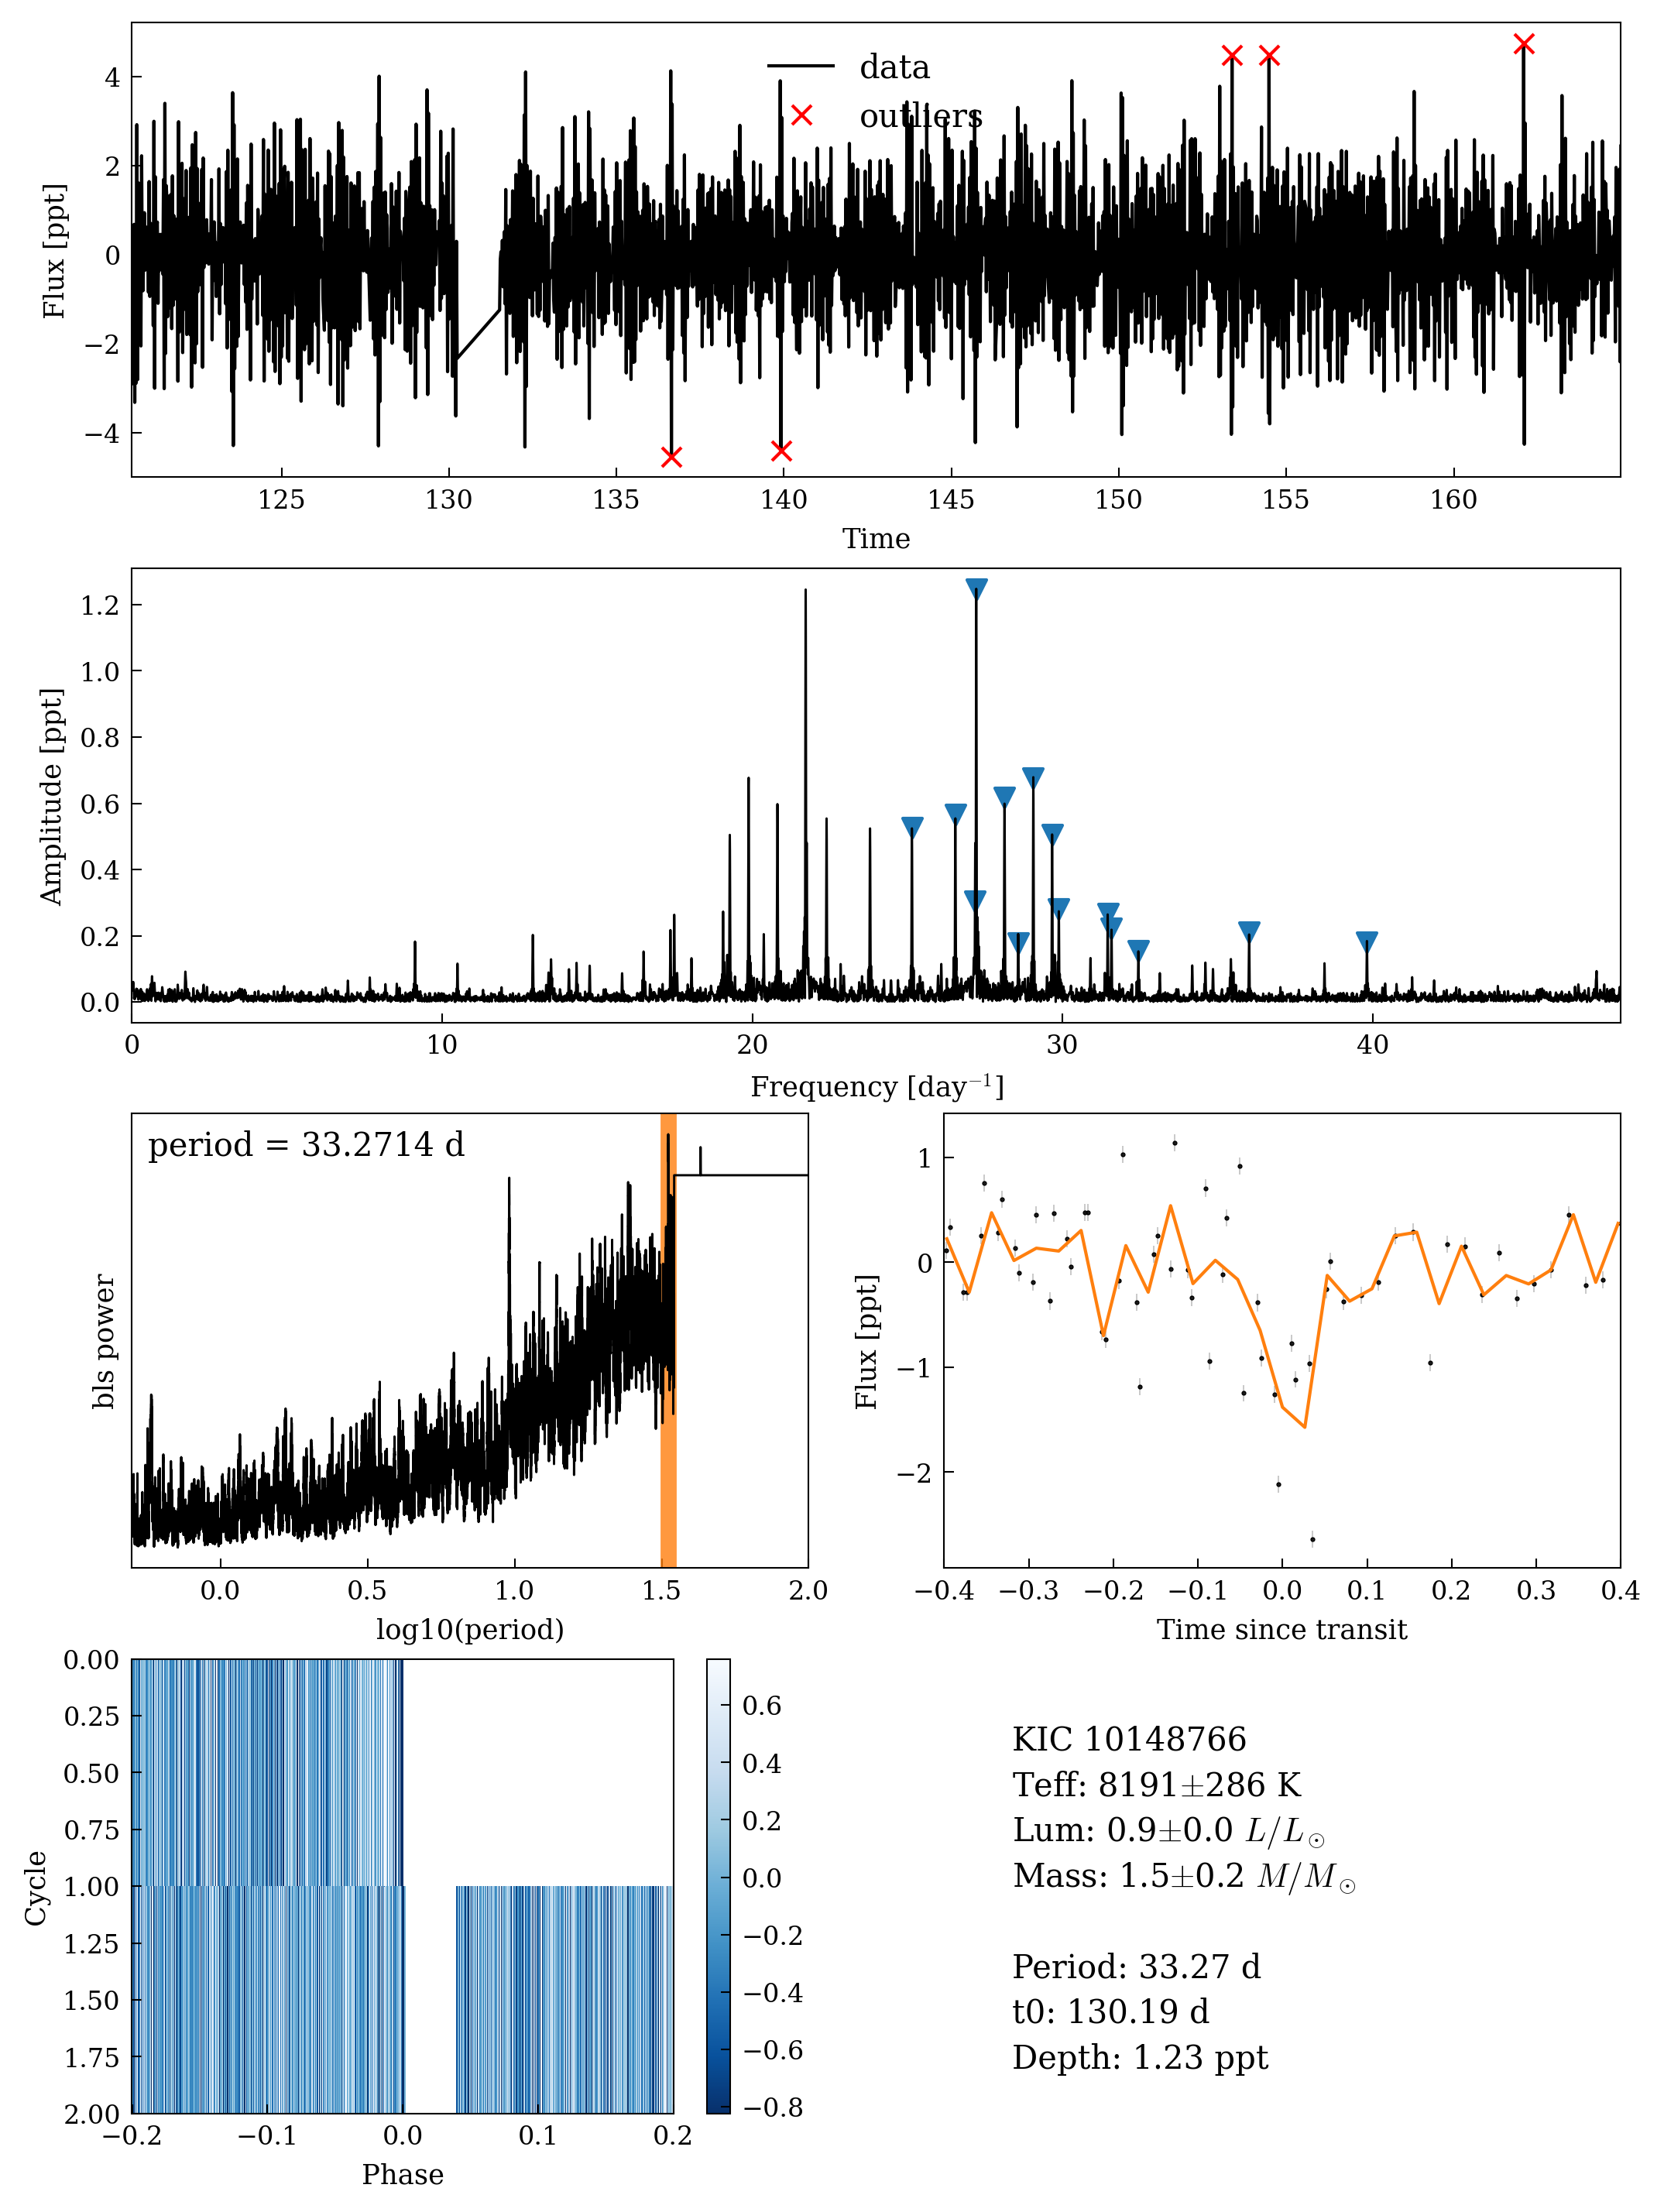 4
2
0
−2
−4
Flux [ppt]
data
outliers
125 130 135 140 145 150 155 160
Time
1.2
1.0
0.8
0.6
0.4
0.2
0.0
Amplitude [ppt]
0 10 20 30 40
Frequency [day⁻¹]
period = 33.2714 d
bls power
0.0 0.5 1.0 1.5 2.0
log10(period)
1
0
−1
−2
Flux [ppt]
−0.4 −0.3 −0.2 −0.1 0.0 0.1 0.2 0.3 0.4
Time since transit
0.00
0.25
0.50
0.75
1.00
1.25
1.50
1.75
2.00
Cycle
−0.2 −0.1 0.0 0.1 0.2
Phase
0.6
0.4
0.2
0.0
−0.2
−0.4
−0.6
−0.8
KIC 10148766
Teff: 8191±286 K
Lum: 0.9±0.0 L/L☉
Mass: 1.5±0.2 M/M☉
Period: 33.27 d
t0: 130.19 d
Depth: 1.23 ppt